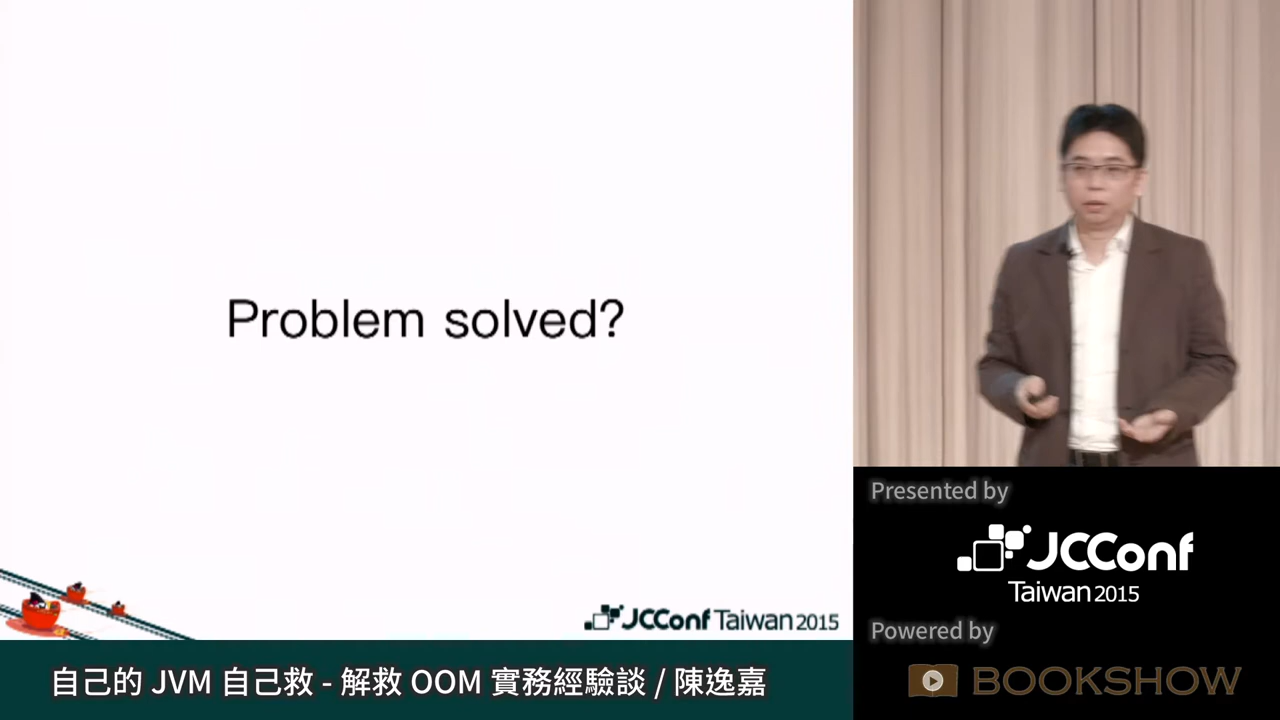 Problem solved?
JCConf Taiwan 2015
自己的 JVM 自己救 - 解救 OOM 實務經驗談 / 陳逸嘉
Presented by
JCConf
Taiwan 2015
Powered by
BOOKSHOW